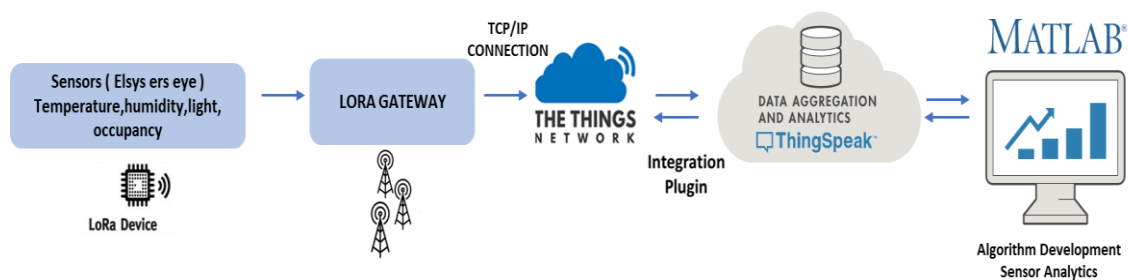 Sensors ( Elsys ers eye )
Temperature,humidity,light,
occupancy
LoRa Device
LORA GATEWAY
TCP/IP
CONNECTION
THE THINGS
NETWORK
Integration
Plugin
DATA AGGREGATION
AND ANALYTICS
ThingSpeak™
MATLAB®
Algorithm Development
Sensor Analytics